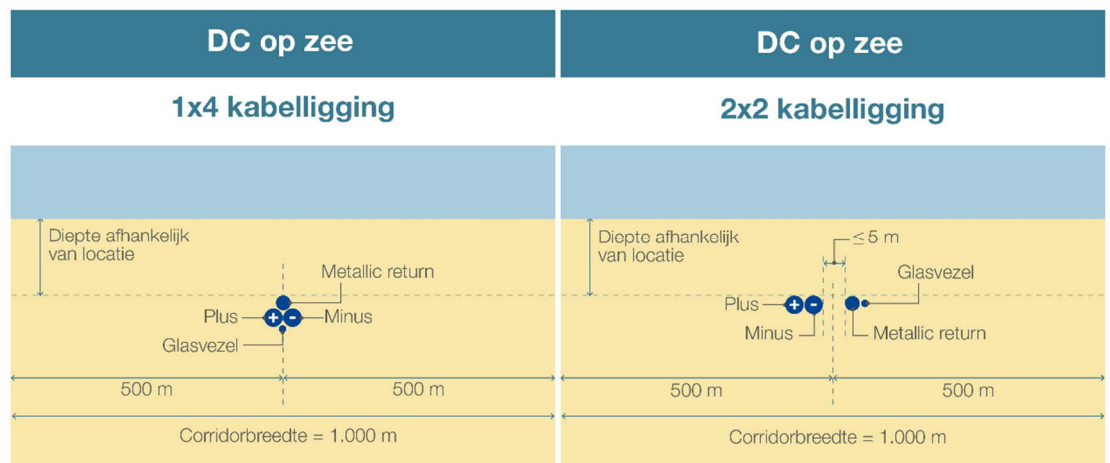 DC op zee
1x4 kabelligging
Diepte afhankelijk
van locatie
Metallic return
Plus
+
-
Minus
Glasvezel
500 m
500 m
Corridorbreedte = 1.000 m
DC op zee
2x2 kabelligging
Diepte afhankelijk
van locatie
≤ 5 m
Glasvezel
Plus
+
-
Minus
Metallic return
500 m
500 m
Corridorbreedte = 1.000 m